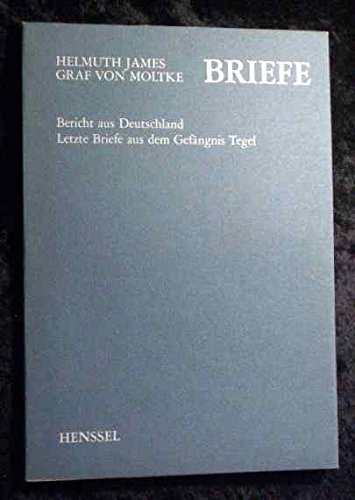 HELMUTH JAMES
GRAF VON MOLTKE BRIEFE
Bericht aus Deutschland
Letzte Briefe aus dem Gefängnis Tegel
HENSSEL